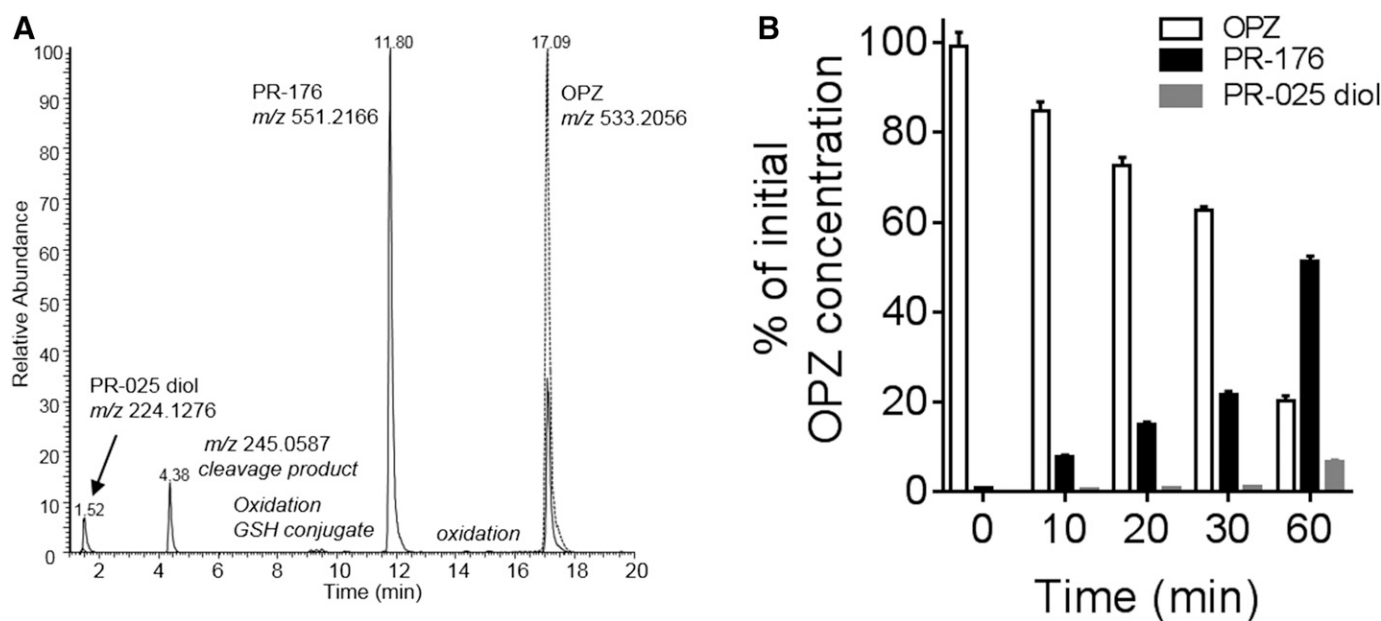 A
100
90
80
70
60
50
40
30
20
10
0
Relative Abundance
11.80
17.09
PR-176
m/z 551.2166
OPZ
m/z 533.2056
PR-025 diol
m/z 224.1276
1.52
4.38
m/z 245.0587
cleavage product
Oxidation
GSH conjugate
oxidation
2 4 6 8 10 12 14 16 18 20
Time (min)
B
OPZ
PR-176
PR-025 diol
% of initial
OPZ concentration
100
80
60
40
20
0
0 10 20 30 60
Time (min)